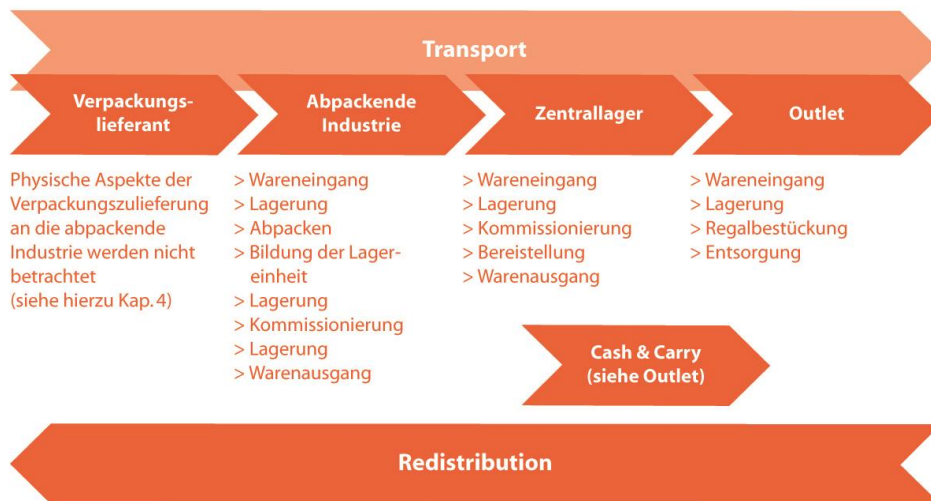 Transport
Verpackungs-
lieferant
Abpackende
Industrie
Zentrallager
Outlet
Physische Aspekte der
Verpackungszulieferung
an die abpackende
Industrie werden nicht
betrachtet
(siehe hierzu Kap. 4)
> Wareneingang
> Lagerung
> Abpacken
> Bildung der Lager-
einheit
> Lagerung
> Kommissionierung
> Lagerung
> Warenausgang
> Wareneingang
> Lagerung
> Kommissionierung
> Bereistellung
> Warenausgang
> Wareneingang
> Lagerung
> Regalbestückung
> Entsorgung
Cash & Carry
(siehe Outlet)
Redistribution